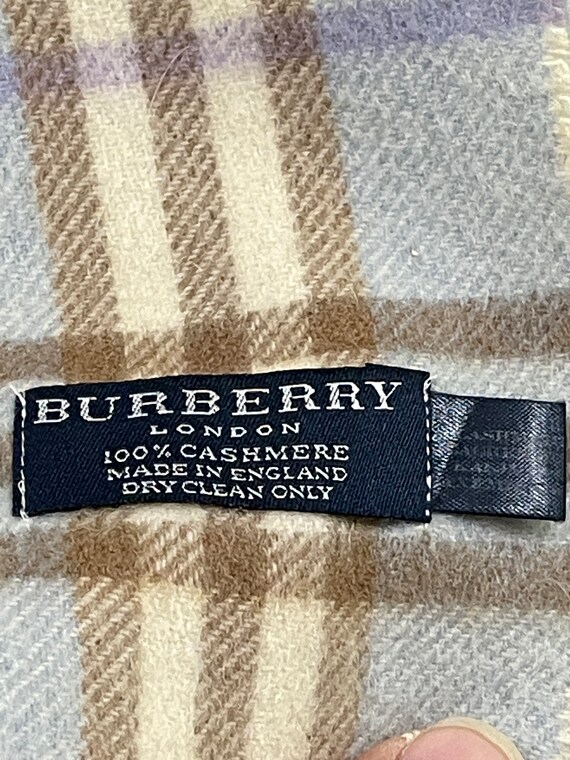 BURBERRY
LONDON
100% CASHMERE
MADE IN ENGLAND
DRY CLEAN ONLY